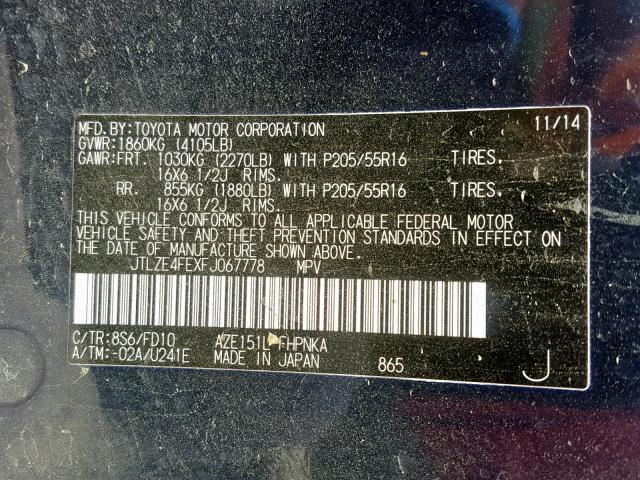 MFD.BY:TOYOTA MOTOR CORPORATION 11/14
GVWR:1860KG (4105LB)
GAWR:FRT. 1030KG (2270LB) WITH P205/55R16 TIRES,
16X6 1/2J RIMS.
RR. 855KG (1880LB) WITH P205/55R16 TIRES,
16X6 1/2J RIMS.
THIS VEHICLE CONFORMS TO ALL APPLICABLE FEDERAL MOTOR
VEHICLE SAFETY AND THEFT PREVENTION STANDARDS IN EFFECT ON
THE DATE OF MANUFACTURE SHOWN ABOVE.
JTLZE4FEXFJ067778 MPV
C/TR:8S6/FD10 AZE151L-FHPNKA
A/TM:-02A/U241E MADE IN JAPAN 865 J